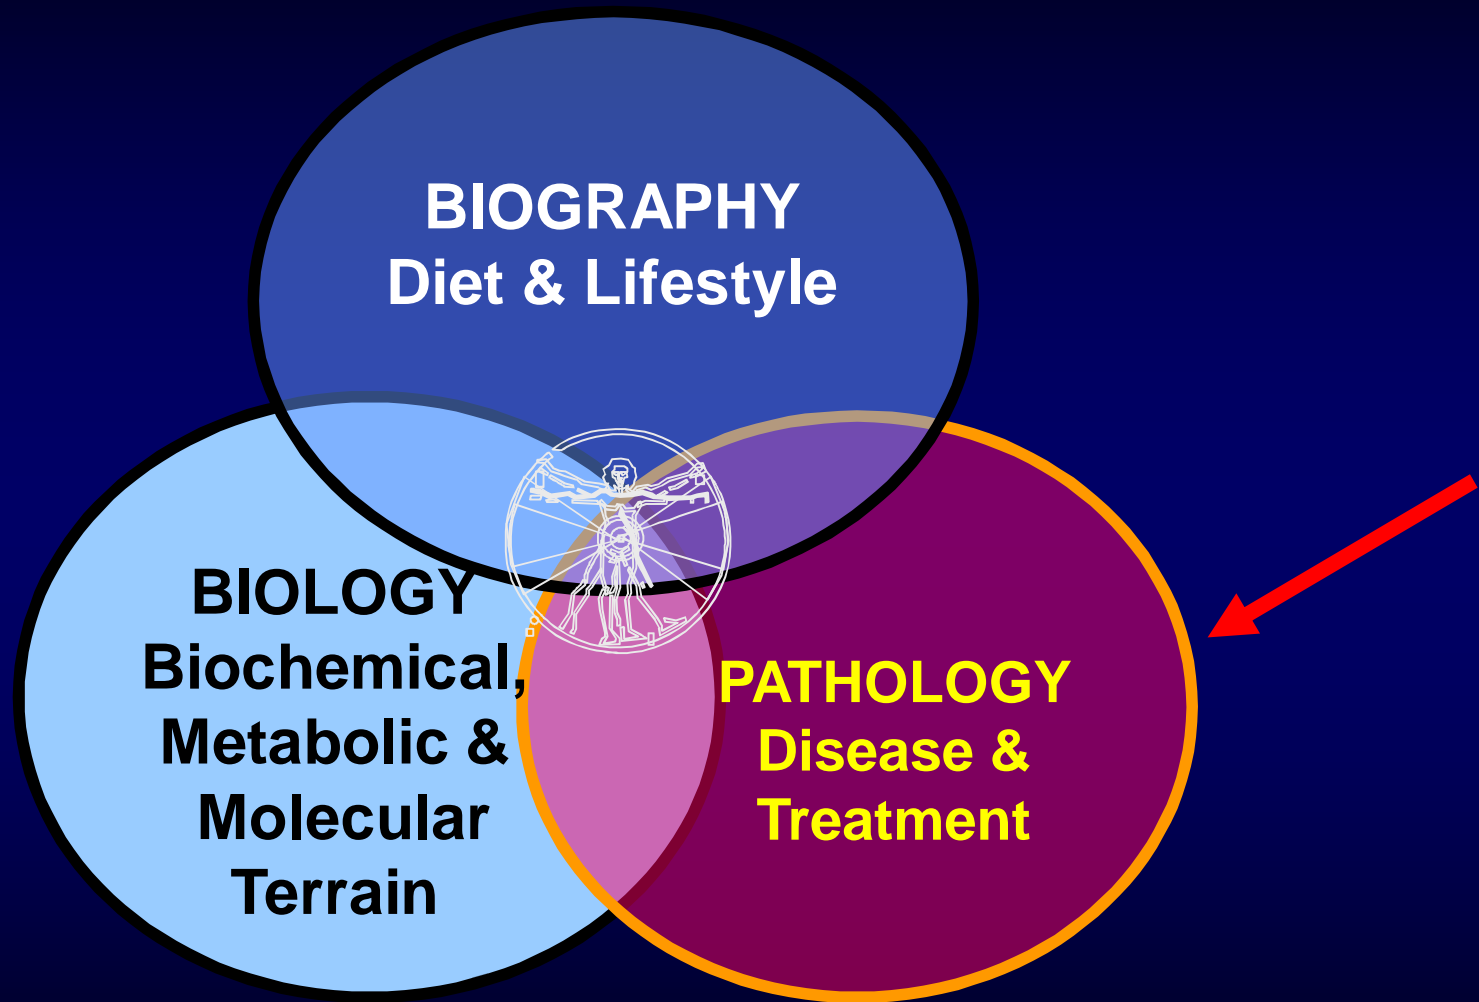 BIOGRAPHY
Diet & Lifestyle
BIOLOGY
Biochemical,
Metabolic &
Molecular
Terrain
PATHOLOGY
Disease &
Treatment